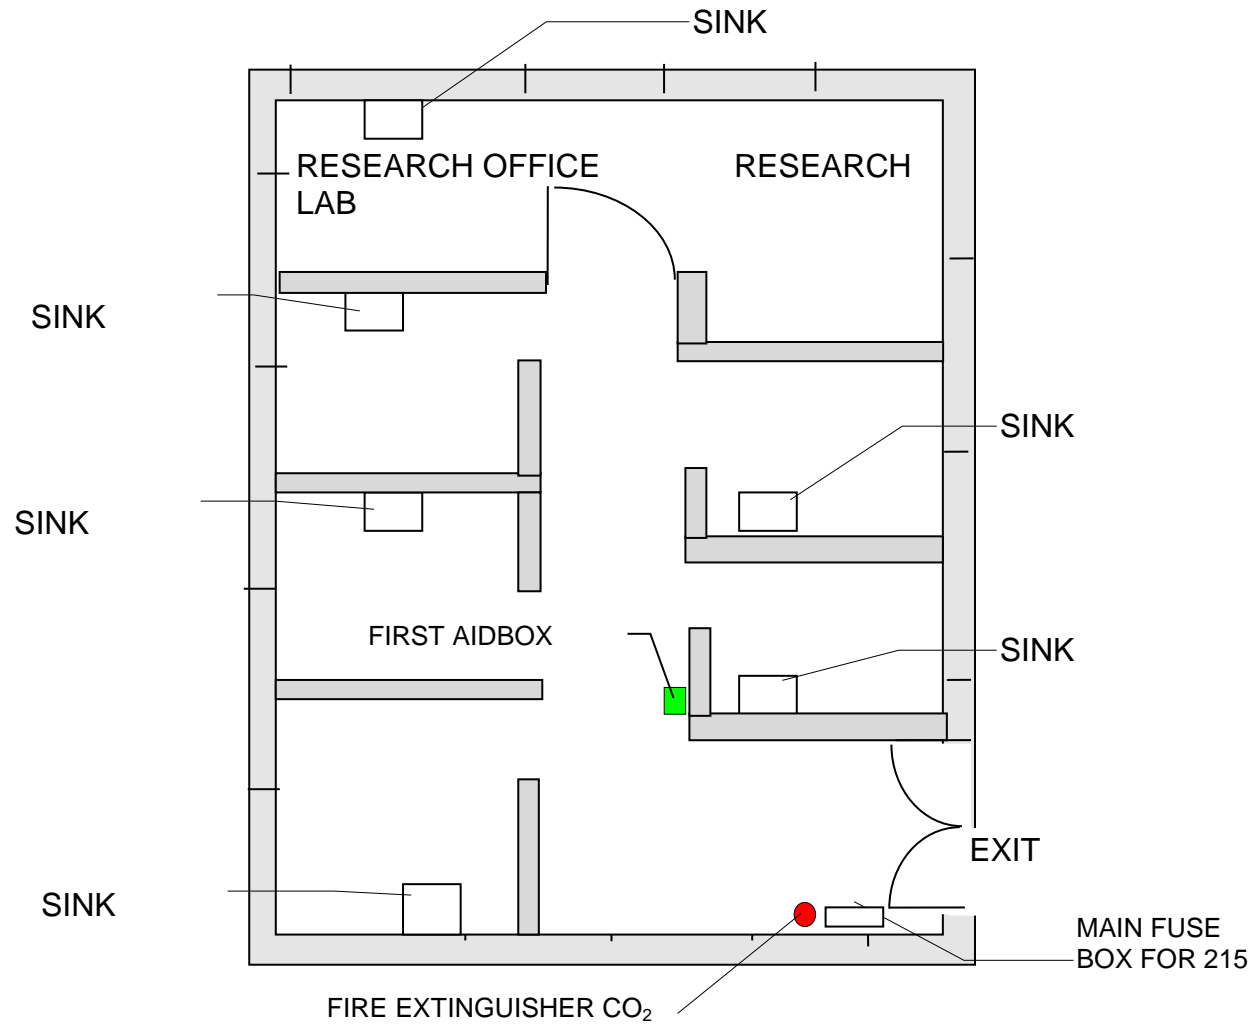 SINK
RESEARCH OFFICE
LAB
RESEARCH
SINK
SINK
SINK
FIRST AIDBOX
SINK
EXIT
SINK
MAIN FUSE
BOX FOR 215
FIRE EXTINGUISHER CO₂